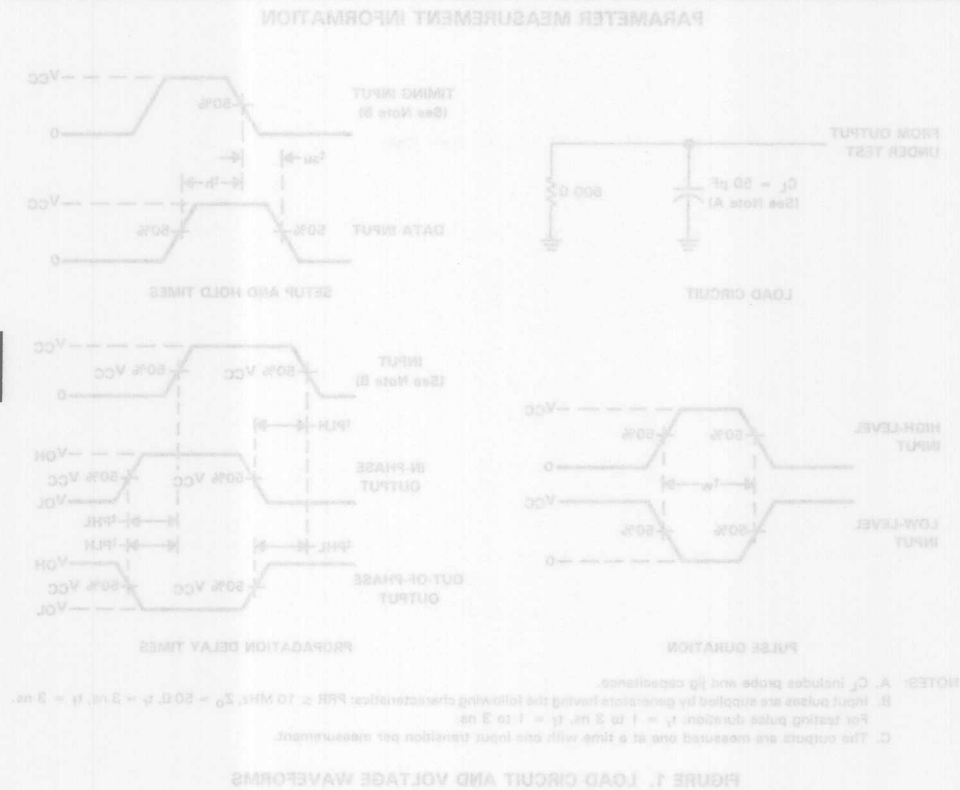 PARAMETER MEASUREMENT INFORMATION
FROM OUTPUT
UNDER TEST
CL = 50 pF
(See Note A)
500 Ω
LOAD CIRCUIT
TIMING INPUT
(See Note B)
50%
VCC
0
tsu
th
DATA INPUT
50%
50%
VCC
0
SETUP AND HOLD TIMES
HIGH-LEVEL
INPUT
50%
50%
VCC
0
tw
LOW-LEVEL
INPUT
50%
50%
VCC
0
PULSE DURATION
INPUT
(See Note B)
50% VCC
50% VCC
VCC
0
tPLH
tPHL
IN-PHASE
OUTPUT
50% VCC
50% VCC
VOH
VOL
tPHL
tPLH
OUT-OF-PHASE
OUTPUT
50% VCC
50% VCC
VOH
VOL
PROPAGATION DELAY TIMES
NOTES: A. CL includes probe and jig capacitance.
B. Input pulses are supplied by generators having the following characteristics: PRR ≤ 10 MHz, Zo = 50 Ω, tr = 3 ns, tf = 3 ns.
For testing pulse duration: tr = 1 to 3 ns, tf = 1 to 3 ns.
C. The outputs are measured one at a time with one input transition per measurement.
FIGURE 1. LOAD CIRCUIT AND VOLTAGE WAVEFORMS